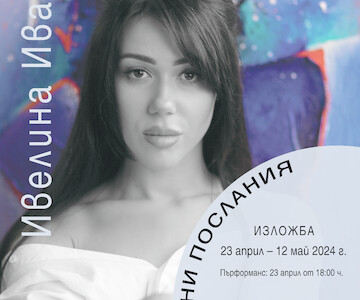 Ивелина Ива
НИ ПОСЛАНИЯ
ИЗЛОЖБА
23 април – 12 май 2024 г.
Пърформанс: 23 април от 18:00 ч.